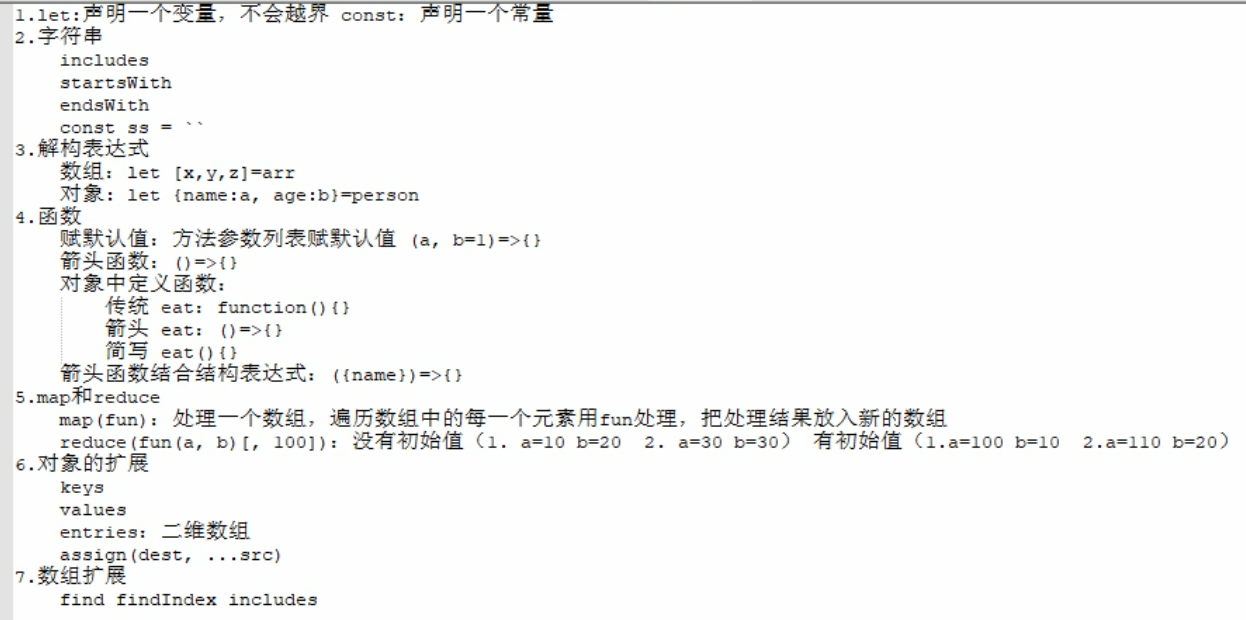 1.let:声明一个变量，不会越界 const：声明一个常量
2.字符串
    includes
    startsWith
    endsWith
    const ss = ``
3.解构表达式
    数组：let [x,y,z]=arr
    对象：let {name:a, age:b}=person
4.函数
    赋默认值：方法参数列表赋默认值 (a, b=1)=>{}
    箭头函数：()=>{}
    对象中定义函数：
        传统 eat：function(){}
        箭头 eat：()=>{}
        简写 eat(){}
    箭头函数结合结构表达式：({name})=>{}
5.map和reduce
    map(fun)：处理一个数组，遍历数组中的每一个元素用fun处理，把处理结果放入新的数组
    reduce(fun(a, b)[, 100])：没有初始值（1. a=10 b=20  2. a=30 b=30） 有初始值（1.a=100 b=10  2.a=110 b=20）
6.对象的扩展
    keys
    values
    entries：二维数组
    assign(dest, ...src)
7.数组扩展
    find findIndex includes